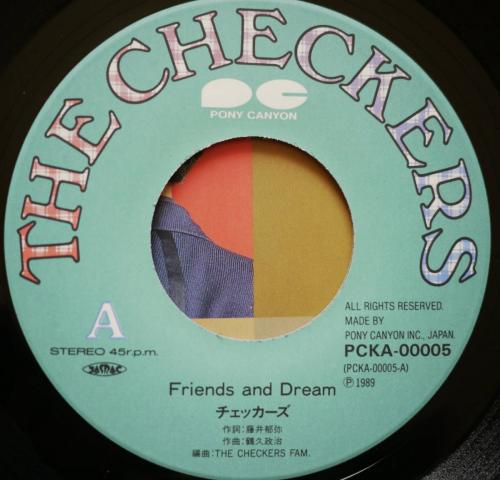 THE CHECKERS
PC
PONY CANYON
A
STEREO 45r.p.m.
JASRAC
ALL RIGHTS RESERVED.
MADE BY
PONY CANYON INC., JAPAN.
PCKA-00005
(PCKA-00005-A)
Ⓟ 1989
Friends and Dream
チェッカーズ
作詞:藤井郁弥
作曲:鶴久政治
編曲:THE CHECKERS FAM.